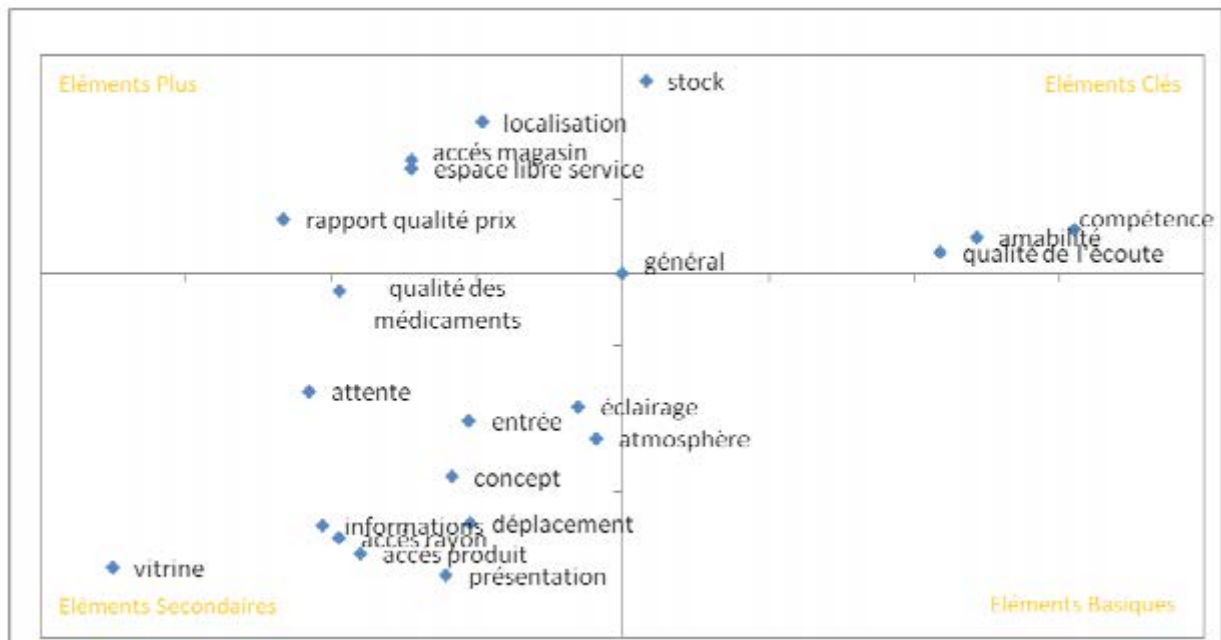 Eléments Plus
stock
Eléments Clés
localisation
accés magasin
espace libre service
rapport qualité prix
compétence
amabilité
qualité de l'écoute
général
qualité des
médicaments
attente
éclairage
entrée
atmosphère
concept
informations
déplacement
accés rayon
accés produit
vitrine
présentation
Eléments Secondaires
Eléments Basiques